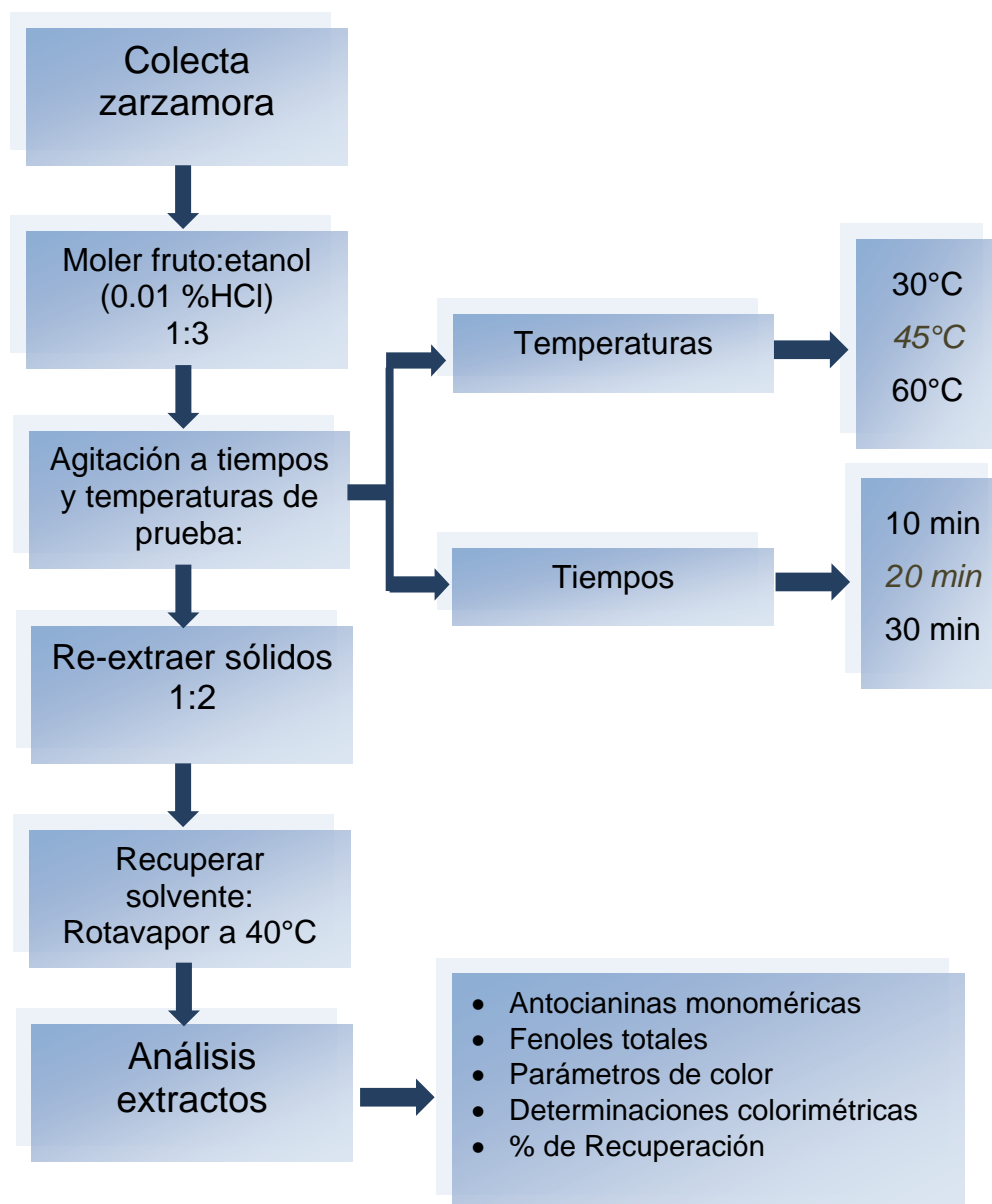 Colecta
zarzamora
Moler fruto:etanol
(0.01 %HCl)
1:3
Agitación a tiempos
y temperaturas de
prueba:
Temperaturas
30°C
45°C
60°C
Tiempos
10 min
20 min
30 min
Re-extraer sólidos
1:2
Recuperar
solvente:
Rotavapor a 40°C
Análisis
extractos
• Antocianinas monoméricas
• Fenoles totales
• Parámetros de color
• Determinaciones colorimétricas
• % de Recuperación